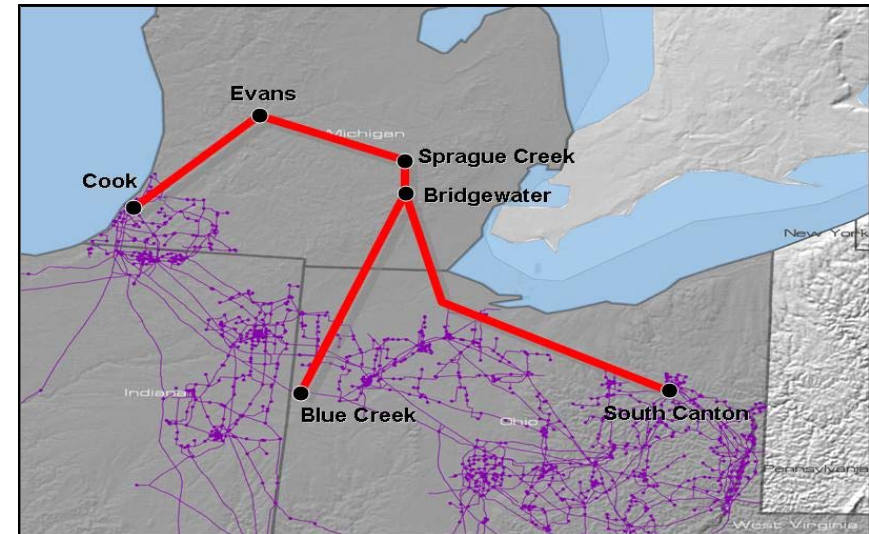 Evans
Michigan
Sprague Creek
Cook
Bridgewater
New York
Indiana
Blue Creek
South Canton
Ohio
Pennsylvania
West Virginia